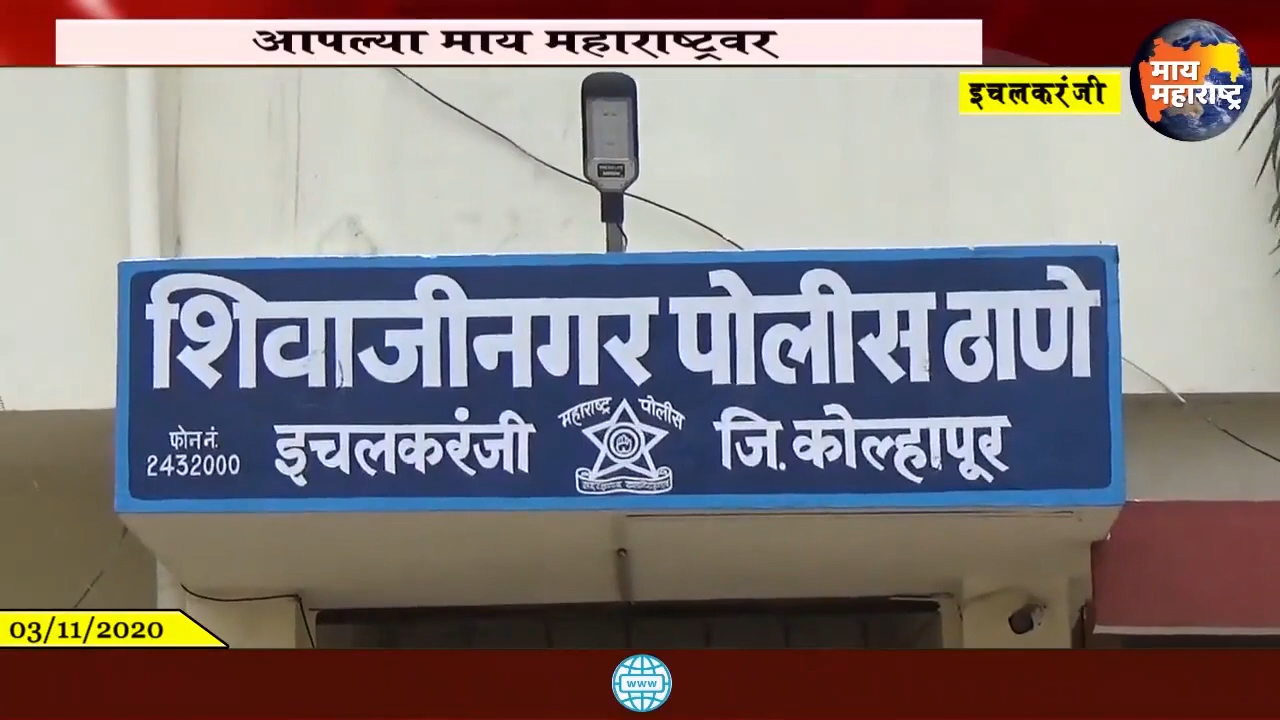 आपल्या माय महाराष्ट्रवर
इचलकरंजी
माय
महाराष्ट्र
शिवाजीनगर पोलीस ठाणे
महाराष्ट्र पोलीस
फोन नं.
2432000
इचलकरंजी
जि. कोल्हापूर
03/11/2020
www